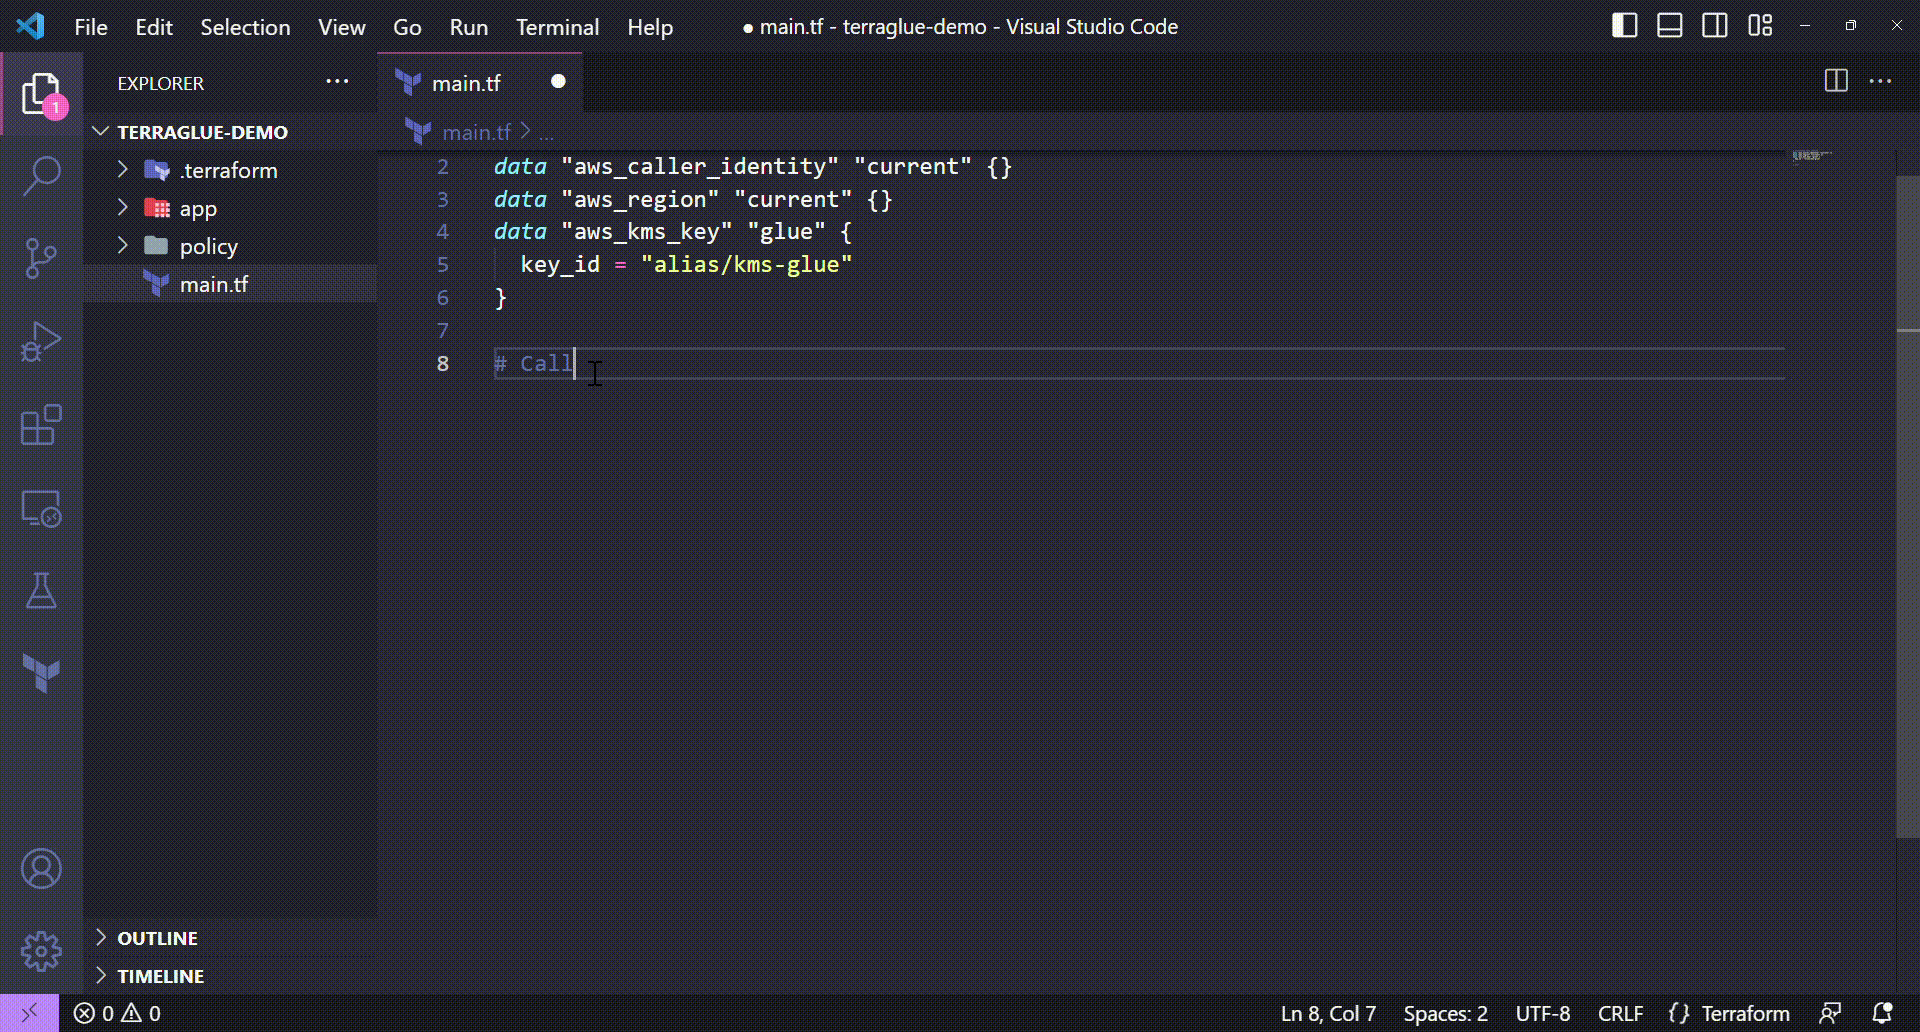 File Edit Selection View Go Run Terminal Help
● main.tf - terraglue-demo - Visual Studio Code
EXPLORER
1
TERRAGLUE-DEMO
.terraform
app
policy
main.tf
OUTLINE
TIMELINE
main.tf
main.tf > ...
2 data "aws_caller_identity" "current" {}
3 data "aws_region" "current" {}
4 data "aws_kms_key" "glue" {
5 key_id = "alias/kms-glue"
6 }
7
8 # Call
0 0
Ln 8, Col 7 Spaces: 2 UTF-8 CRLF {} Terraform